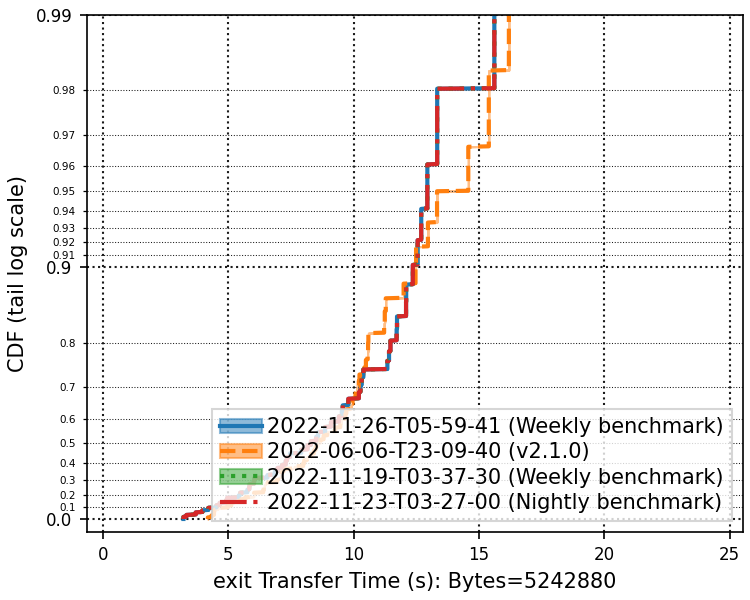 0.99
0.98
0.97
0.96
0.95
0.94
0.93
0.92
0.91
0.9
0.8
0.7
0.6
0.5
0.4
0.3
0.2
0.1
0.0
CDF (tail log scale)
2022-11-26-T05-59-41 (Weekly benchmark)
2022-06-06-T23-09-40 (v2.1.0)
2022-11-19-T03-37-30 (Weekly benchmark)
2022-11-23-T03-27-00 (Nightly benchmark)
0 5 10 15 20 25
exit Transfer Time (s): Bytes=5242880